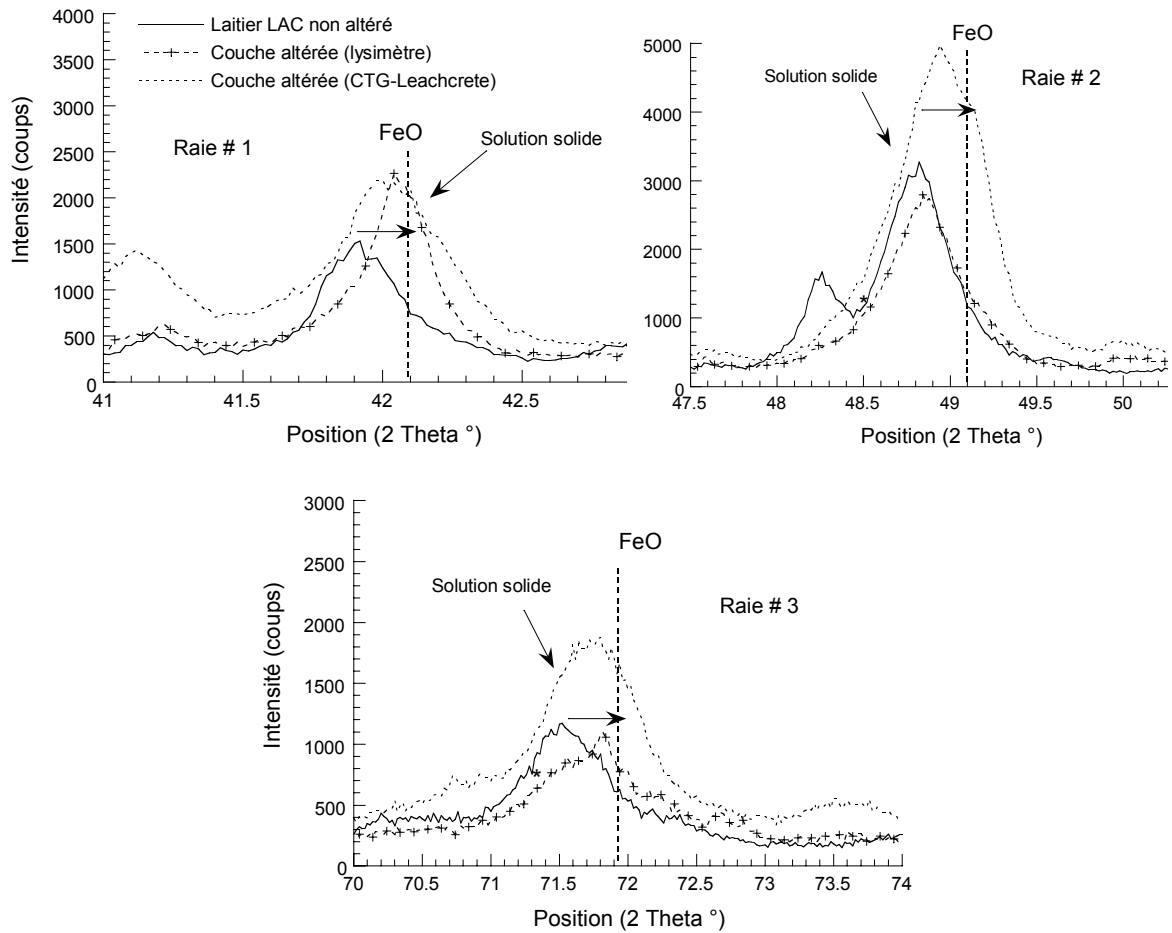 Laitier LAC non altéré
Couche altérée (lysimètre)
Couche altérée (CTG-Leachcrete)
Intensité (coups)
4000
3500
3000
2500
2000
1500
1000
500
0
Raie # 1
FeO
Solution solide
41
41.5
42
42.5
Position (2 Theta °)
FeO
Raie # 2
Solution solide
5000
4000
3000
2000
1000
0
47.5
48
48.5
49
49.5
50
Position (2 Theta °)
Intensité (coups)
3000
2500
2000
1500
1000
500
0
FeO
Solution solide
Raie # 3
70
70.5
71
71.5
72
72.5
73
73.5
74
Position (2 Theta °)